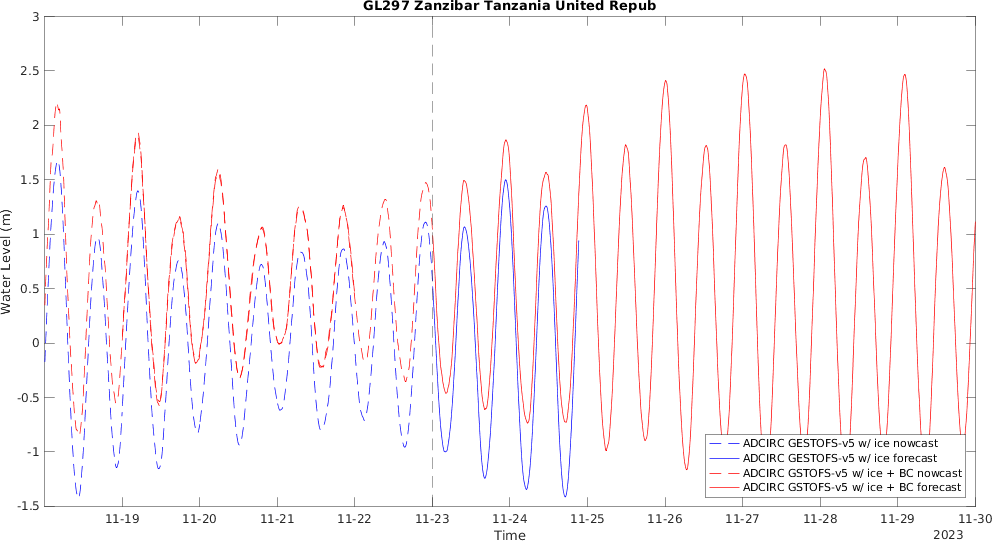 GL297 Zanzibar Tanzania United Repub
3
2.5
2
1.5
1
0.5
0
-0.5
-1
-1.5
Water Level (m)
ADCIRC GESTOFS-v5 w/ ice nowcast
ADCIRC GESTOFS-v5 w/ ice forecast
ADCIRC GSTOFS-v5 w/ ice + BC nowcast
ADCIRC GSTOFS-v5 w/ ice + BC forecast
11-19 11-20 11-21 11-22 11-23 11-24 11-25 11-26 11-27 11-28 11-29 11-30
Time
2023